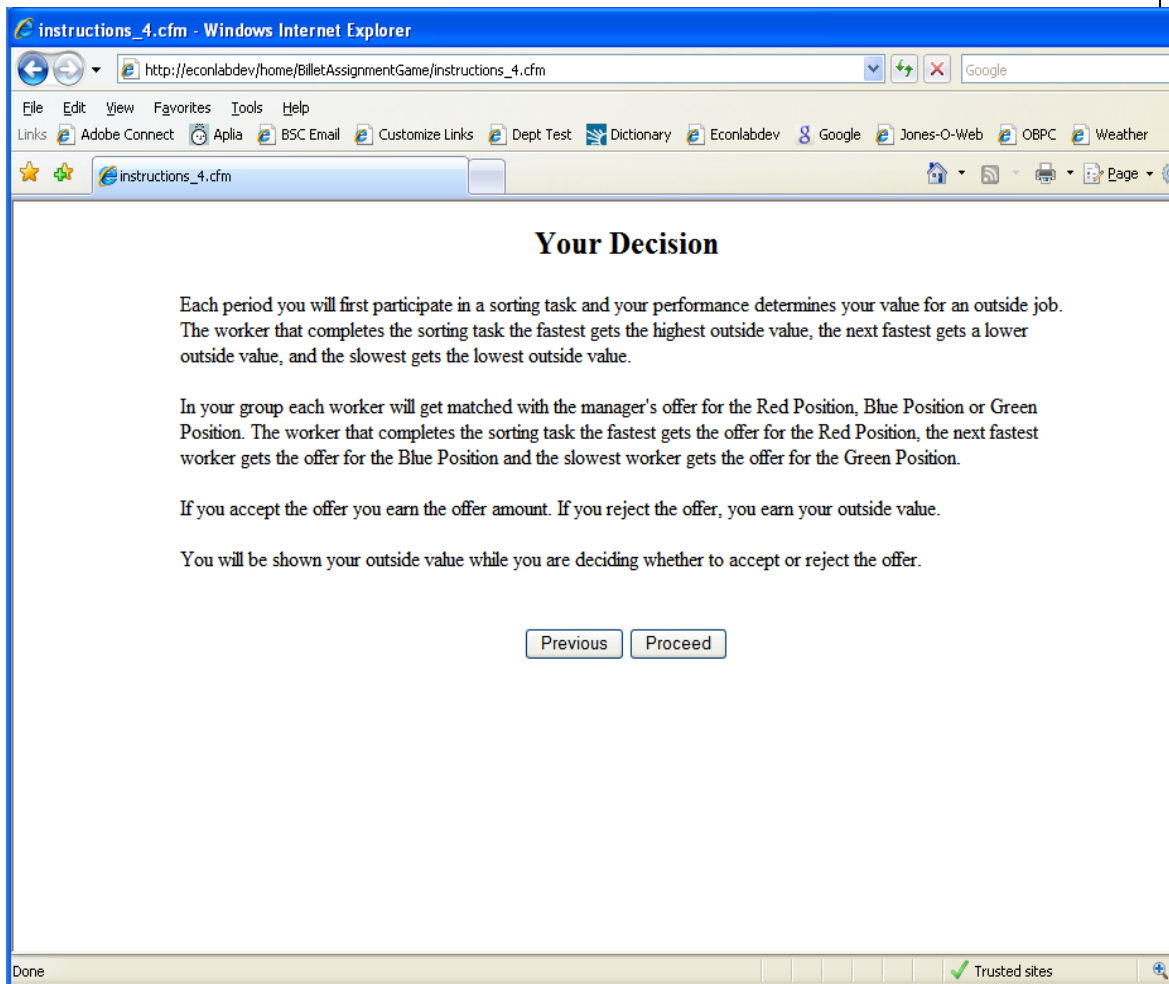 instructions_4.cfm - Windows Internet Explorer
http://econlabdev/home/BilletAssignmentGame/instructions_4.cfm
Google
File Edit View Favorites Tools Help
Links Adobe Connect Aplia BSC Email Customize Links Dept Test Dictionary Econlabdev Google Jones-O-Web OBPC Weather
instructions_4.cfm
Page
Your Decision
Each period you will first participate in a sorting task and your performance determines your value for an outside job.
The worker that completes the sorting task the fastest gets the highest outside value, the next fastest gets a lower
outside value, and the slowest gets the lowest outside value.
In your group each worker will get matched with the manager's offer for the Red Position, Blue Position or Green
Position. The worker that completes the sorting task the fastest gets the offer for the Red Position, the next fastest
worker gets the offer for the Blue Position and the slowest worker gets the offer for the Green Position.
If you accept the offer you earn the offer amount. If you reject the offer, you earn your outside value.
You will be shown your outside value while you are deciding whether to accept or reject the offer.
Previous Proceed
Done
Trusted sites